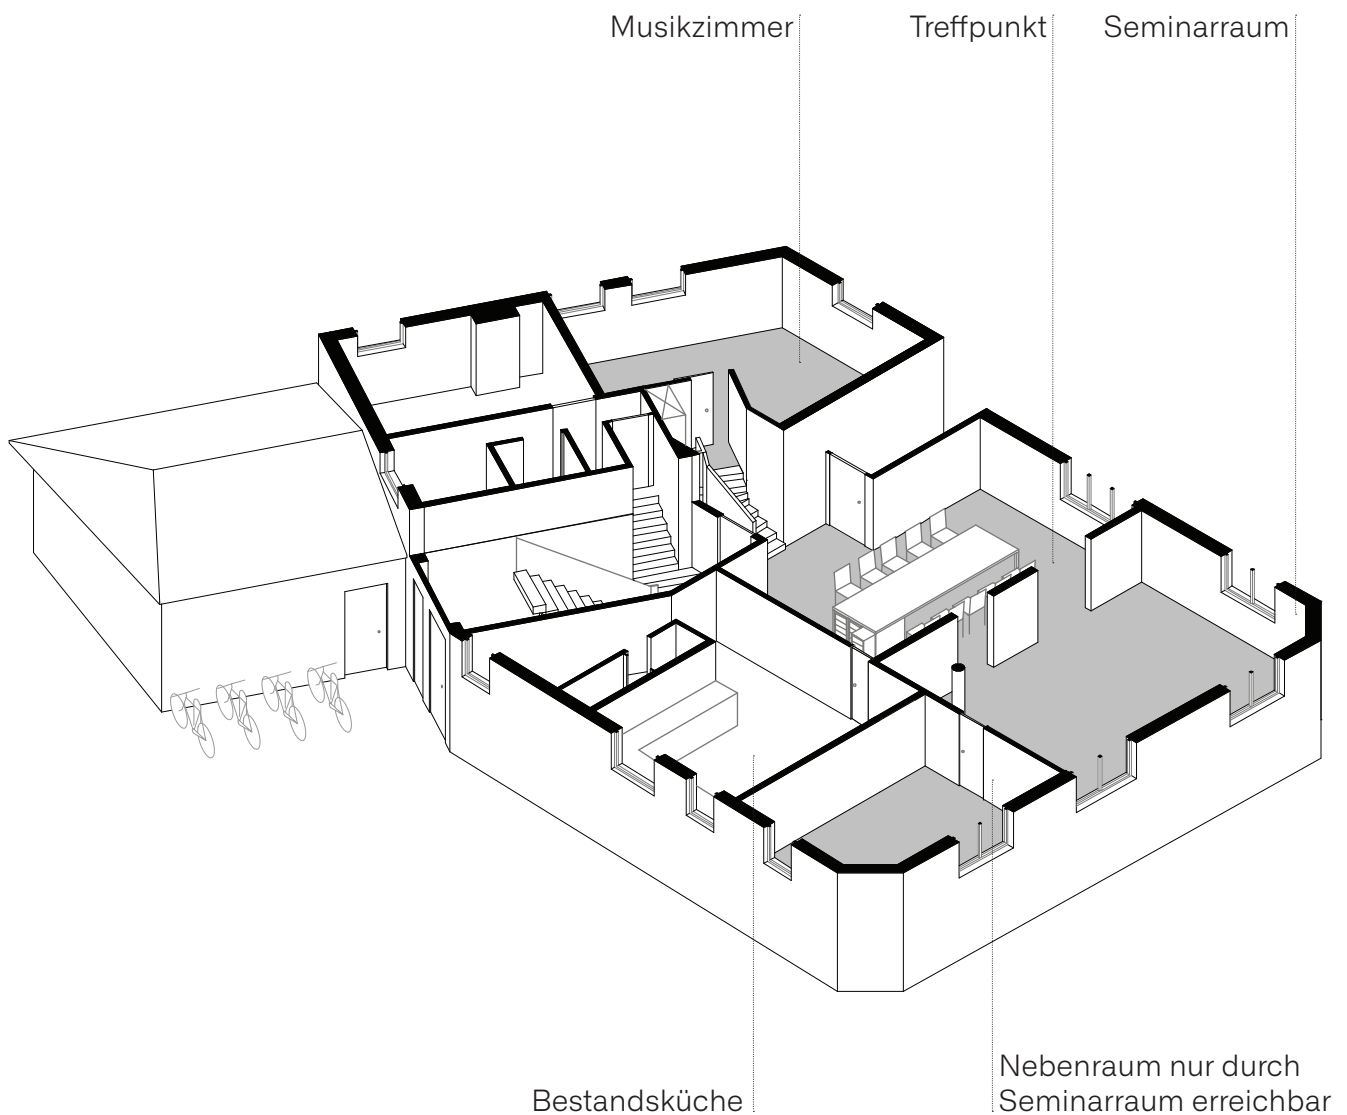 Musikzimmer
Treffpunkt
Seminarraum
Bestandsküche
Nebenraum nur durch
Seminarraum erreichbar